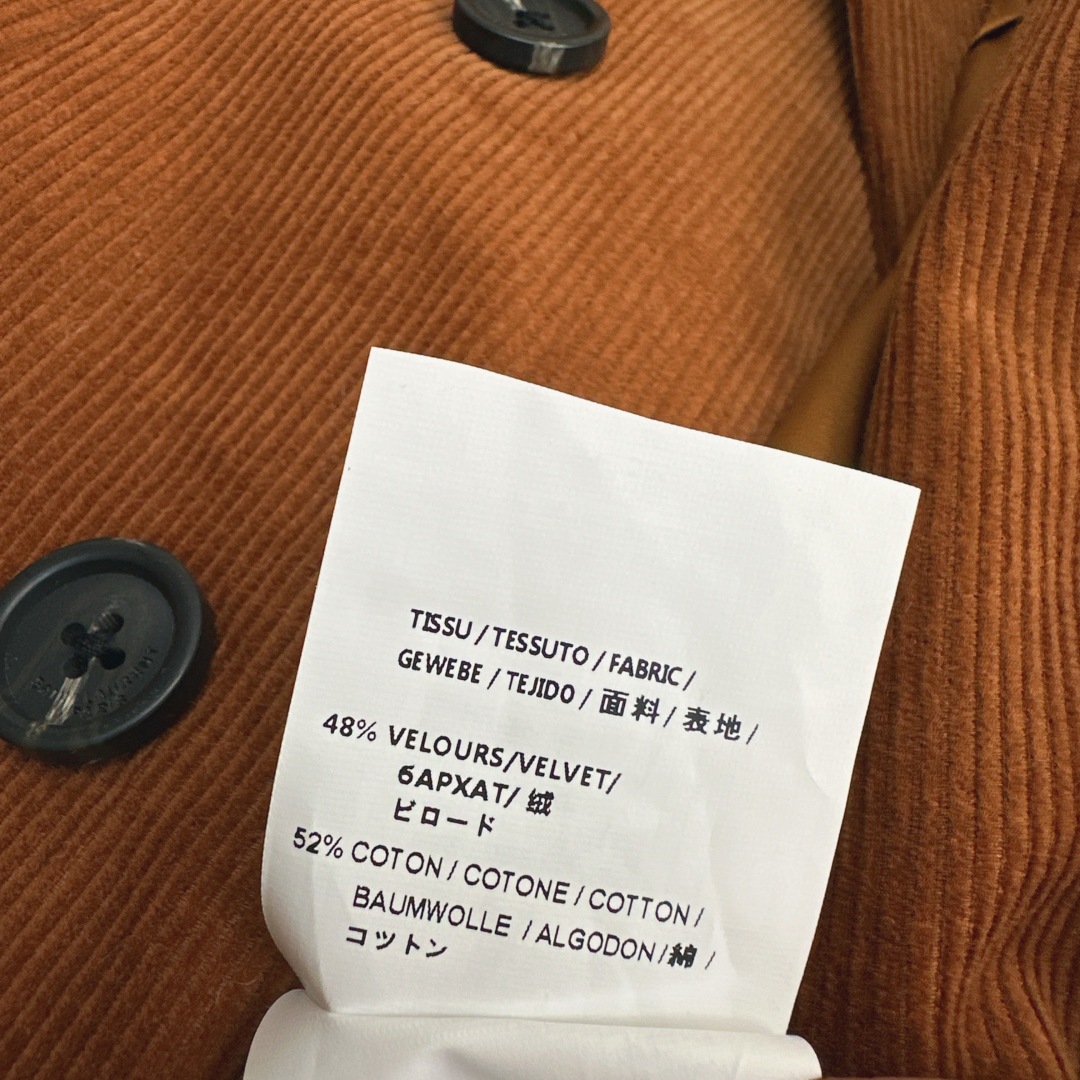 TISSU / TESSUTO / FABRIC /
GEWEBE / TEJIDO / 面料 / 表地 /
48% VELOURS/VELVET/
бАРХАТ/ 绒
ビロード
52% COTON / COTONE / COTTON /
BAUMWOLLE / ALGODON/綿 /
コットン